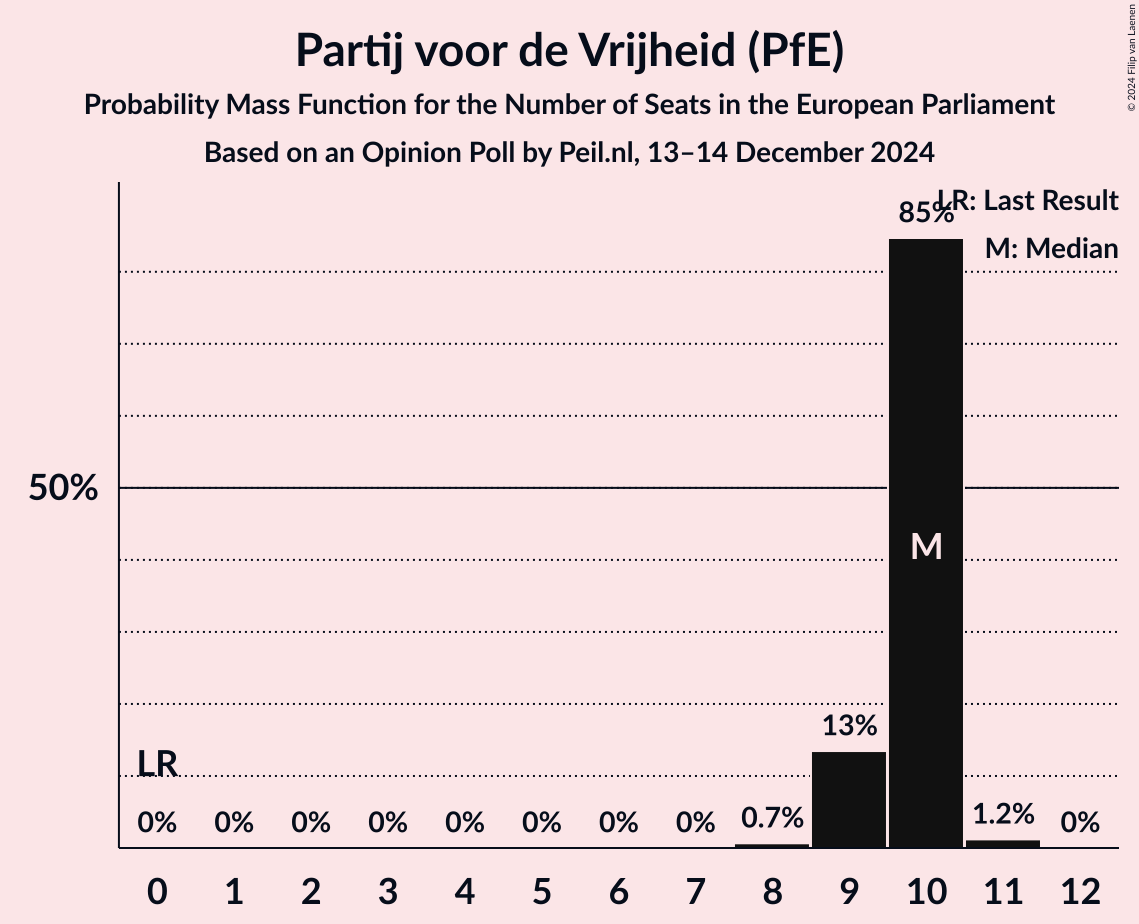 Partij voor de Vrijheid (PfE)
Probability Mass Function for the Number of Seats in the European Parliament
Based on an Opinion Poll by Peil.nl, 13–14 December 2024
© 2024 Filip van Laenen
LR: Last Result
M: Median
85%
50%
M
13%
LR
0% 0% 0% 0% 0% 0% 0% 0% 0.7% 1.2% 0%
0 1 2 3 4 5 6 7 8 9 10 11 12